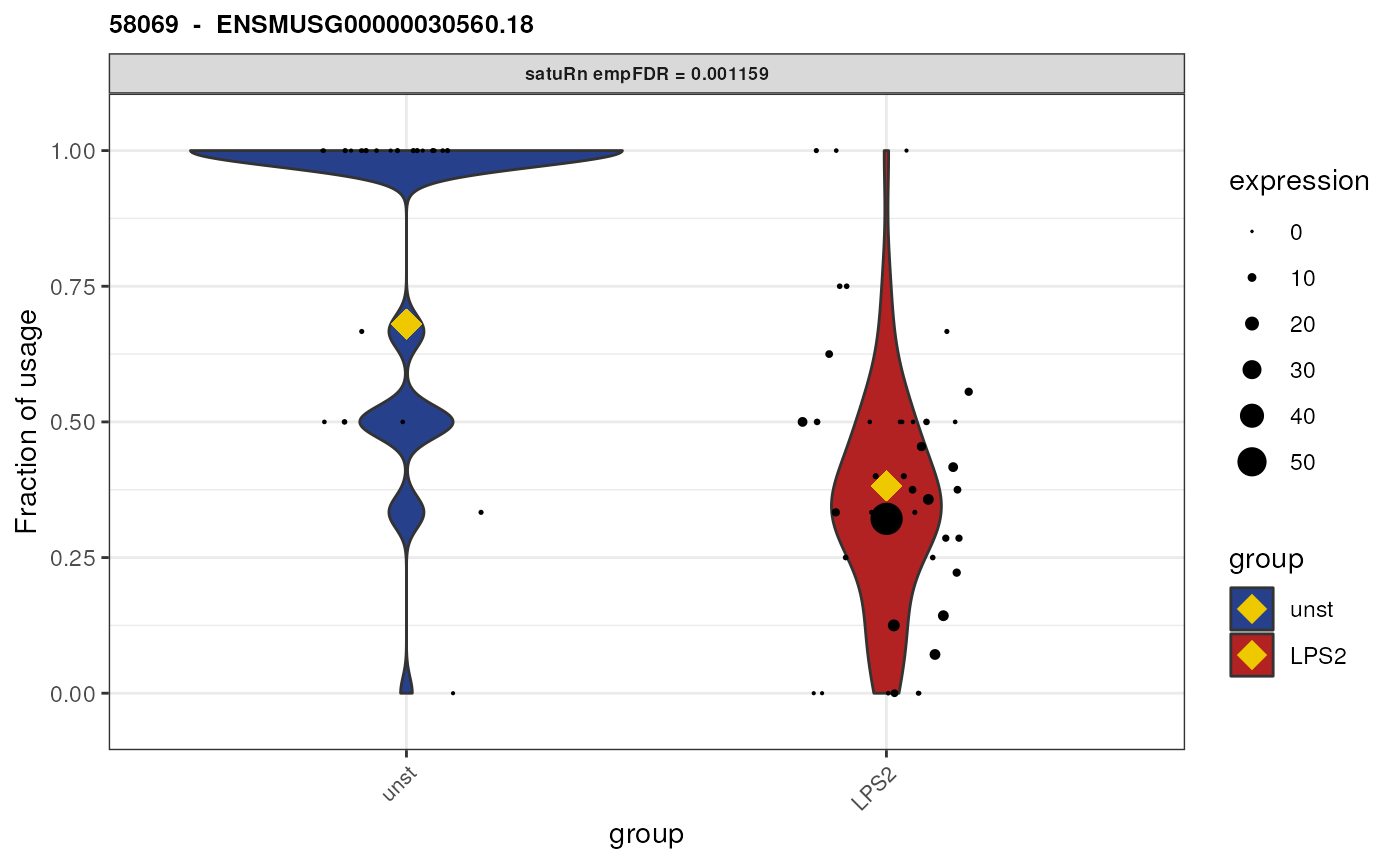 58069 - ENSMUSG00000030560.18
satuRn empFDR = 0.001159
1.00
0.75
0.50
0.25
0.00
Fraction of usage
unst
LPS2
group
expression
0
10
20
30
40
50
group
unst
LPS2